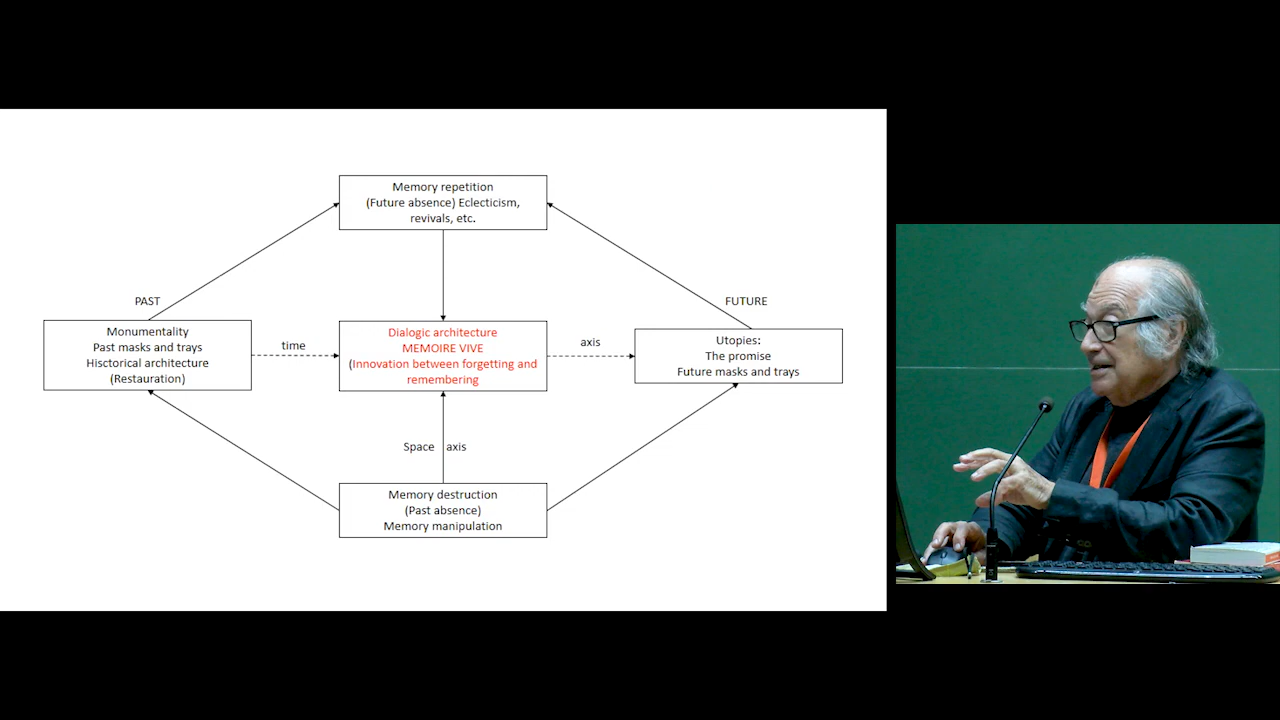 Memory repetition
(Future absence) Eclecticism,
revivals, etc.
PAST
FUTURE
Monumentality
Past masks and trays
Hisctorical architecture
(Restauration)
time
Dialogic architecture
MEMOIRE VIVE
(Innovation between forgetting and
remembering
axis
Utopies:
The promise
Future masks and trays
Space axis
Memory destruction
(Past absence)
Memory manipulation